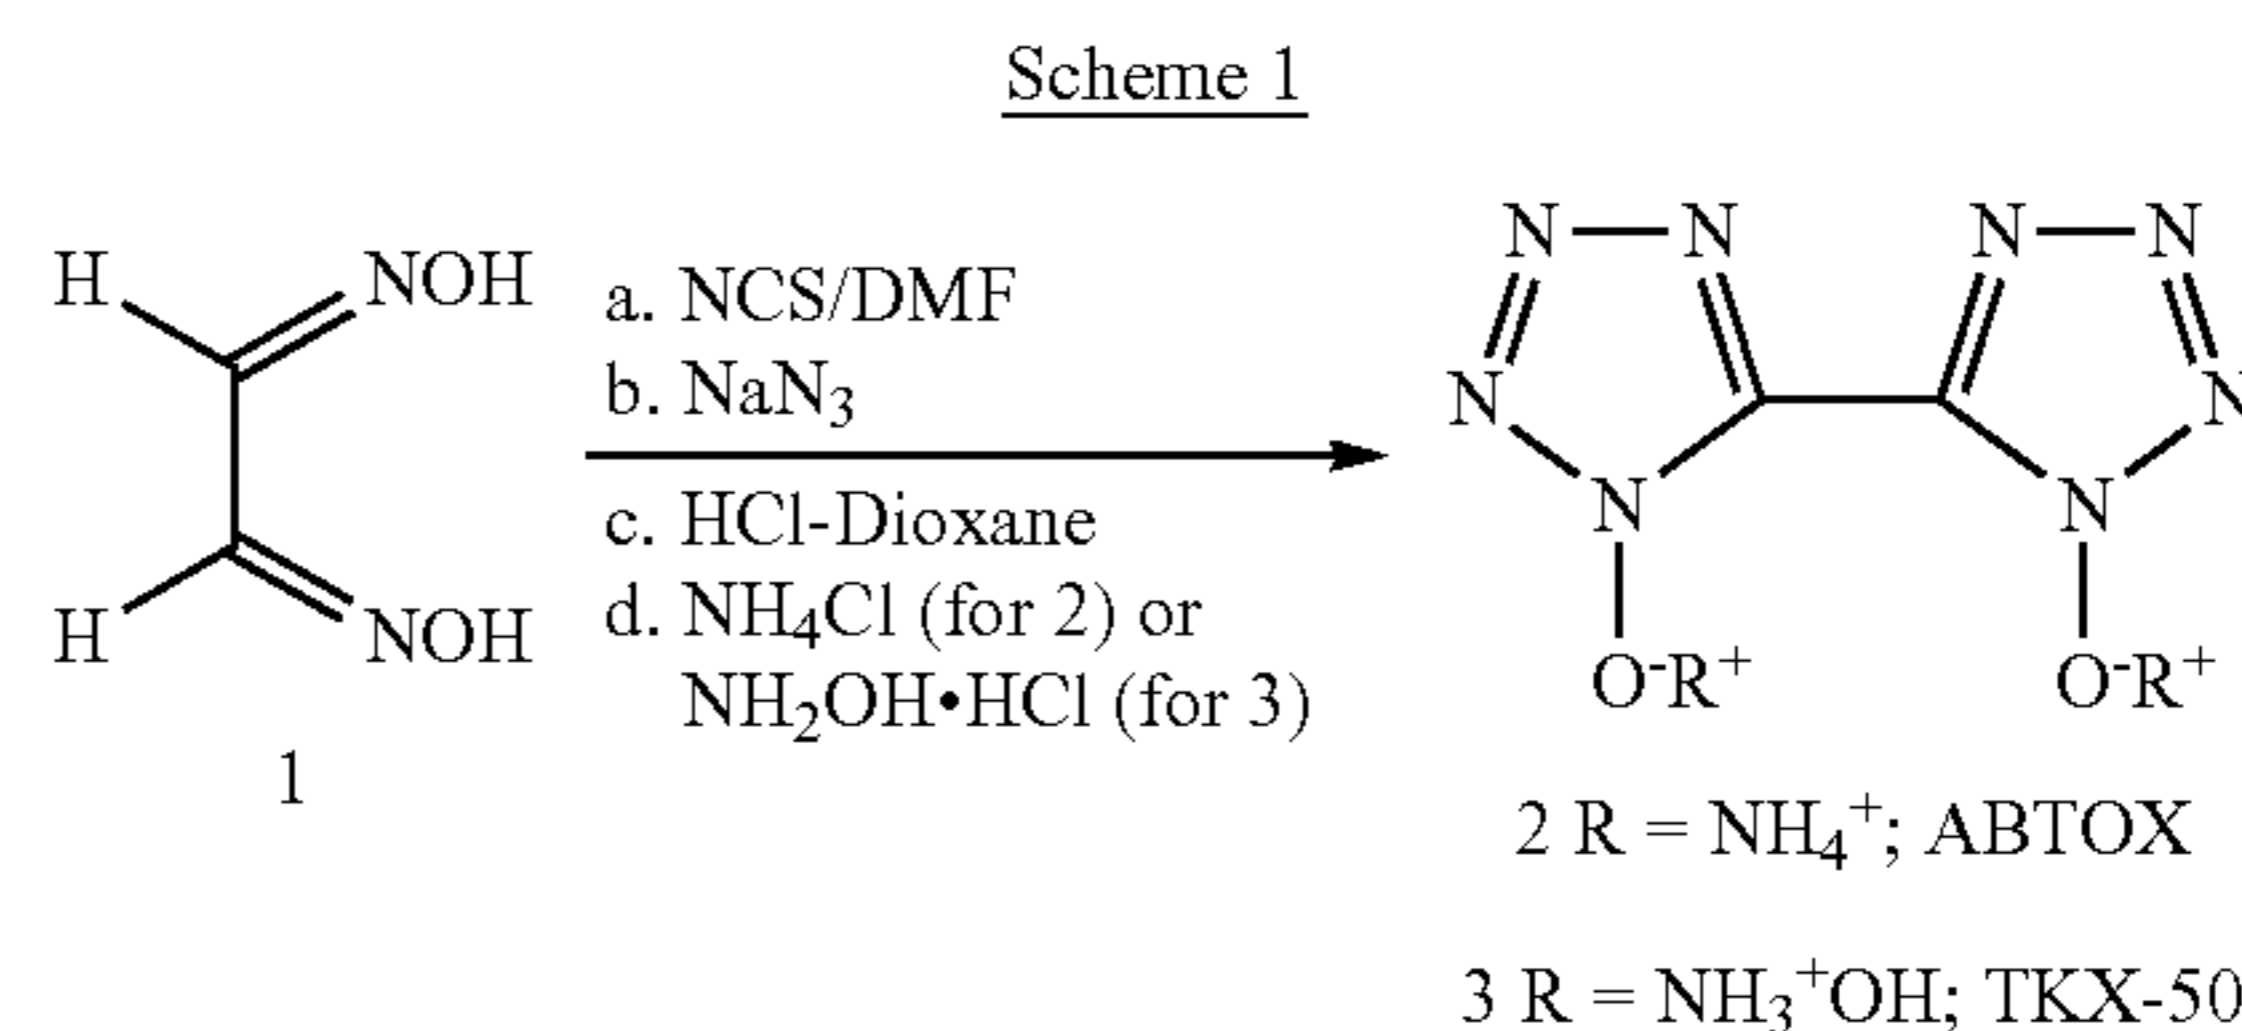 Scheme 1
H
NOH
H
NOH
1
a. NCS/DMF
b. NaN₃
c. HCl-Dioxane
d. NH₄Cl (for 2) or
NH₂OH•HCl (for 3)
N N N N
N N
N N
O⁻R⁺ O⁻R⁺
2 R = NH₄⁺; ABTOX
3 R = NH₃⁺OH; TKX-50